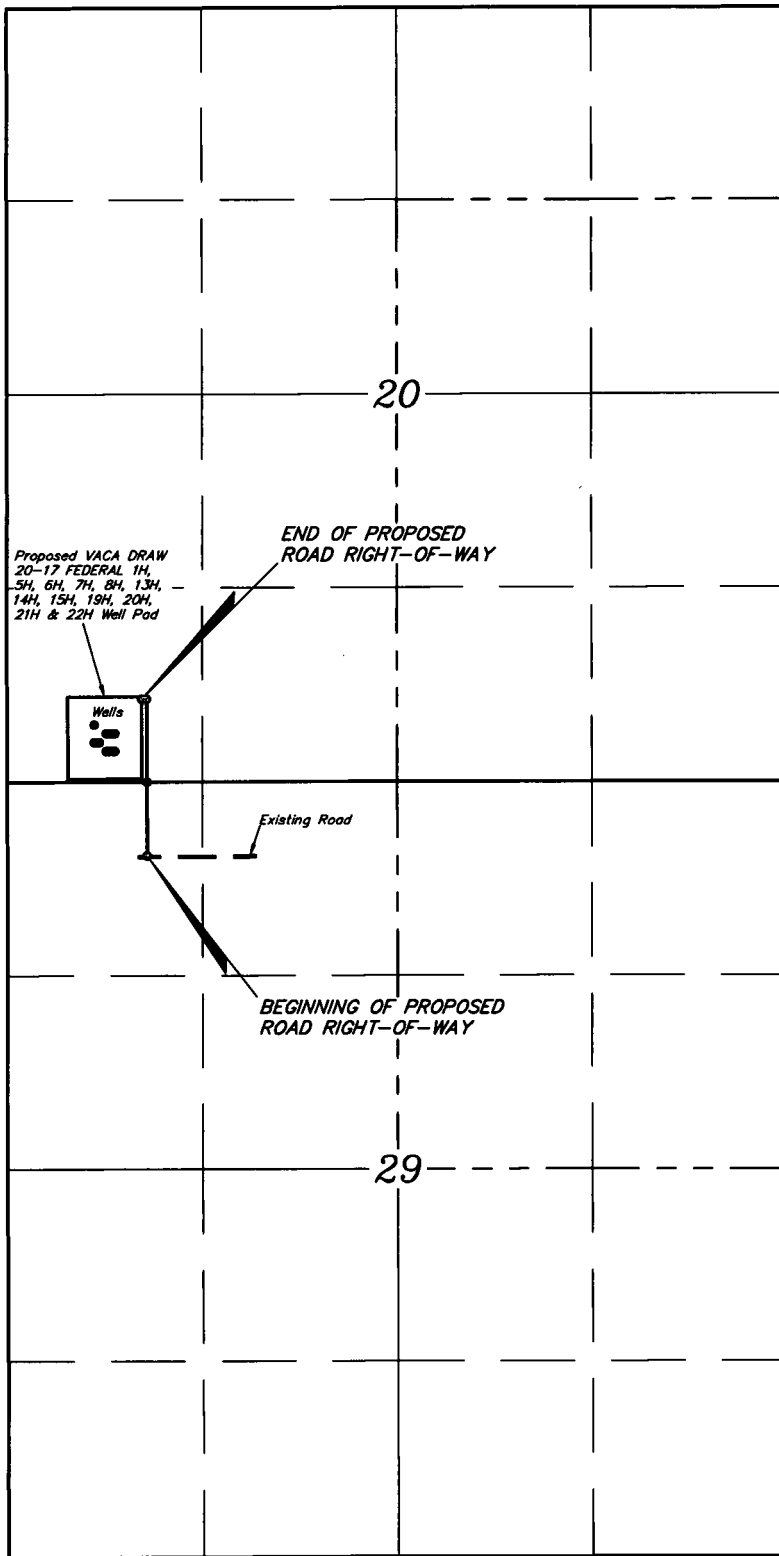 20
END OF PROPOSED
ROAD RIGHT-OF-WAY
Proposed VACA DRAW
20-17 FEDERAL 1H,
5H, 6H, 7H, 8H, 13H,
14H, 15H, 19H, 20H,
21H & 22H Well Pad
Wells
Existing Road
BEGINNING OF PROPOSED
ROAD RIGHT-OF-WAY
29